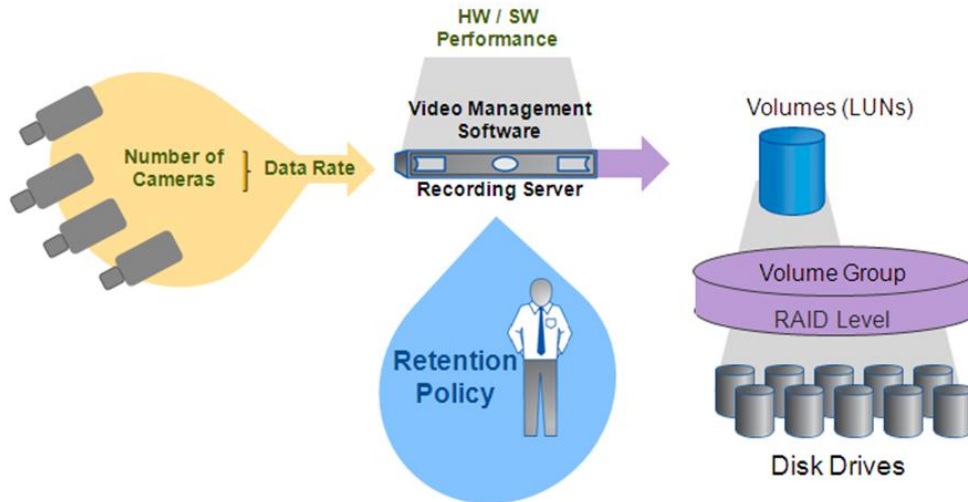 HW / SW
Performance
Video Management
Software
Recording Server
Number of
Cameras
Data Rate
Retention
Policy
Volumes (LUNs)
Volume Group
RAID Level
Disk Drives